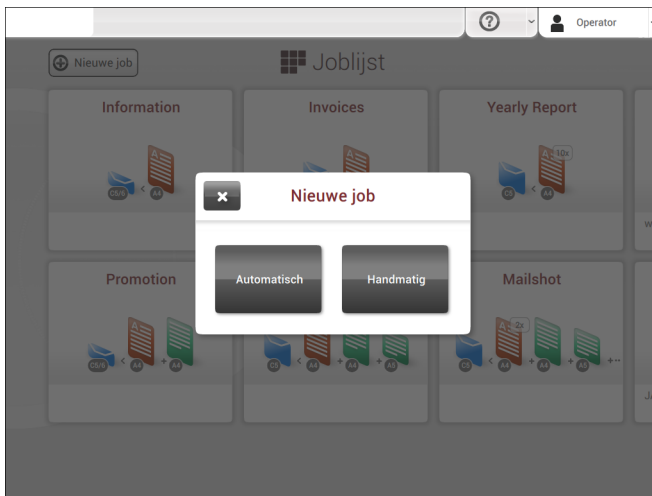 Operator
Nieuwe job
Joblijst
Information
Invoices
Yearly Report
10x
C5/6 < A4
C5 < A4
Nieuwe job
Automatisch
Handmatig
Promotion
Mailshot
2x
C5/6 < A4 + A4
C5 < A4 + A4 + A5
C5 < A4 + A4 + A5 +··